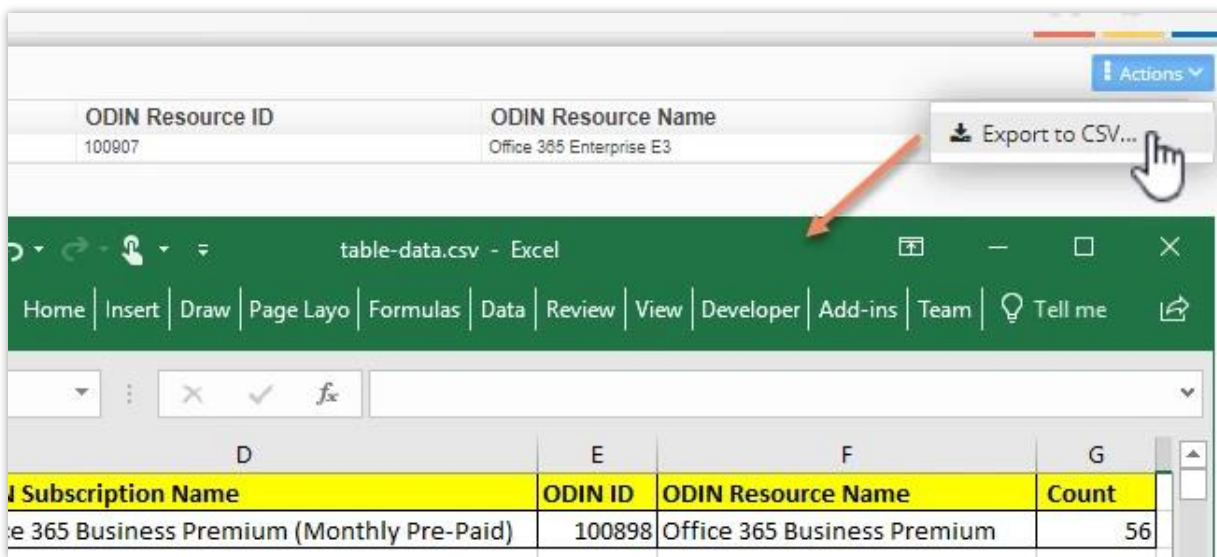 Actions
ODIN Resource ID ODIN Resource Name
Export to CSV...
100907 Office 365 Enterprise E3
table-data.csv - Excel
Home Insert Draw Page Layo Formulas Data Review View Developer Add-ins Team Tell me
fx
D E F G
Subscription Name ODIN ID ODIN Resource Name Count
365 Business Premium (Monthly Pre-Paid) 100898 Office 365 Business Premium 56